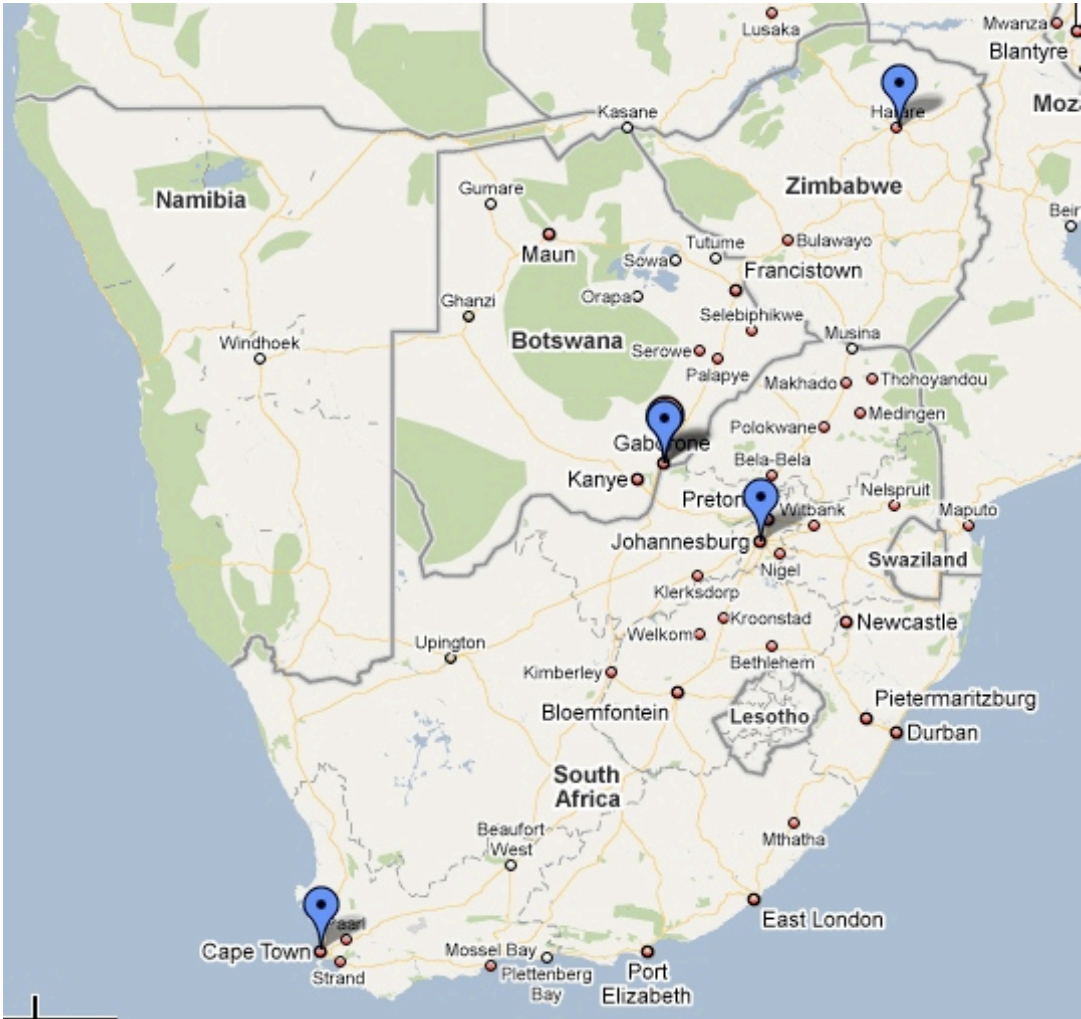 Mwanza
Lusaka
Blantyre
Kasane
Harare
Moz
Zimbabwe
Namibia
Gumare
Beir
Maun
Tutume
Bulawayo
Sowa
Francistown
Orapa
Ghanzi
Selebiphikwe
Botswana
Musina
Windhoek
Serowe
Palapye
Makhado
Thohoyandou
Medingen
Polokwane
Gaborone
Bela-Bela
Kanye
Nelspruit
Preto
Witbank
Maputo
Johannesburg
Swaziland
Nigel
Klerksdorp
Kroonstad
Newcastle
Welkom
Upington
Bethlehem
Kimberley
Pietermaritzburg
Bloemfontein
Lesotho
Durban
South
Africa
Beaufort
West
Mthatha
East London
Paarl
Cape Town
Mossel Bay
Strand
Plettenberg
Bay
Port
Elizabeth